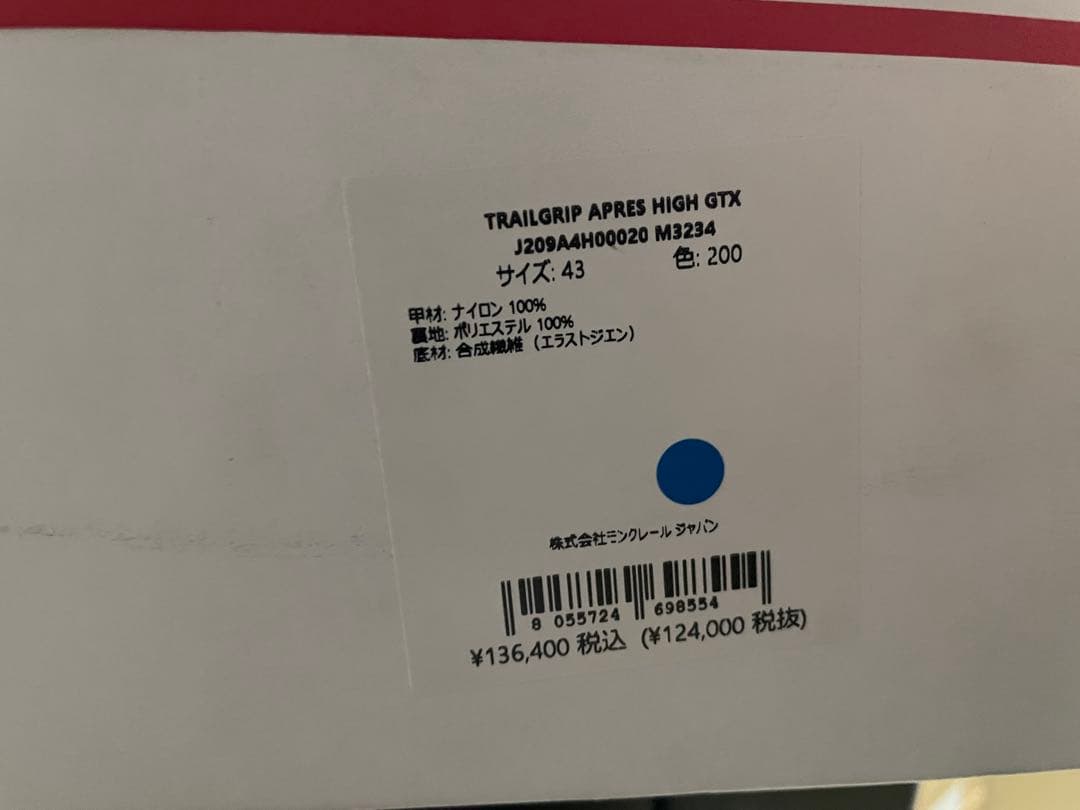 TRAILGRIP APRES HIGH GTX
J209A4H00020 M3234
サイズ: 43 色: 200
甲材: ナイロン 100%
裏地: ポリエステル 100%
底材: 合成繊維（エラストジエン）
株式会社モンクレール ジャパン
8 055724 698554
¥136,400 税込 (¥124,000 税抜)